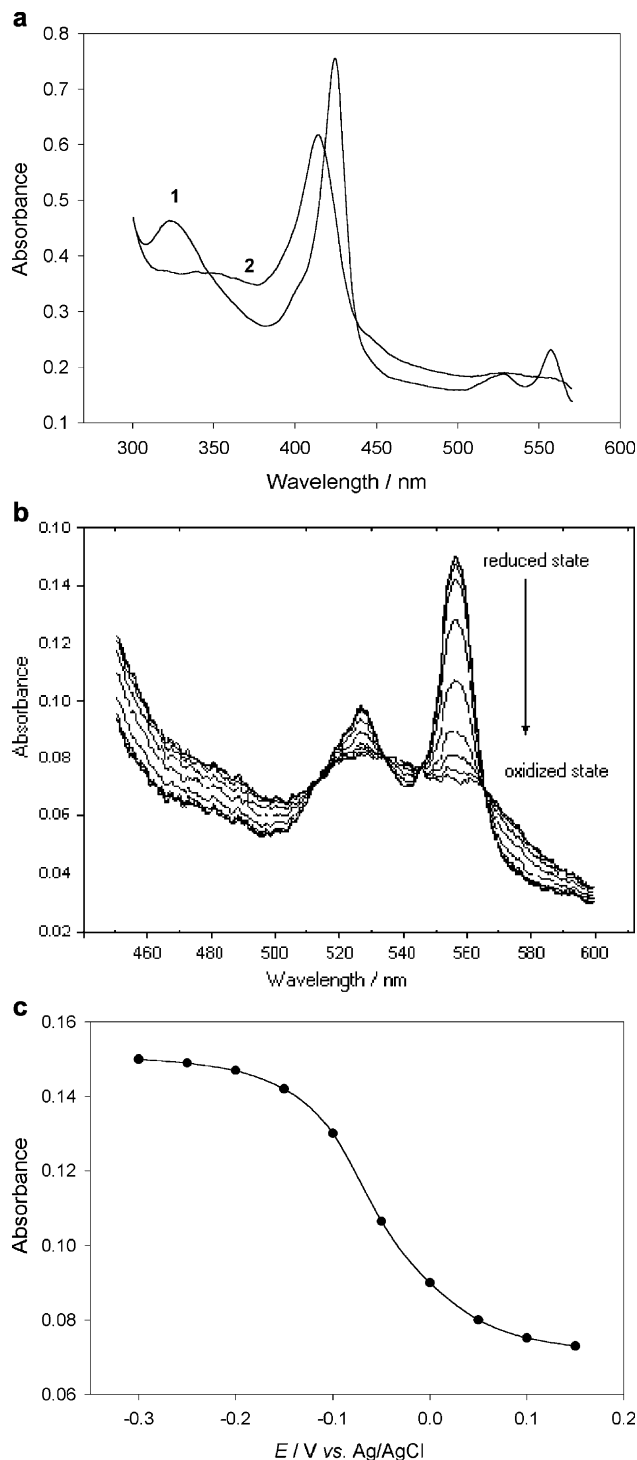 a
0.8
0.7
0.6
0.5
0.4
0.3
0.2
0.1
Absorbance
1
2
300 350 400 450 500 550 600
Wavelength / nm
b
0.10
0.14
0.12
0.10
0.08
0.06
0.04
0.02
Absorbance
reduced state
oxidized state
460 480 500 520 540 560 580 600
Wavelength / nm
c
0.16
0.14
0.12
0.10
0.08
0.06
Absorbance
-0.3 -0.2 -0.1 0.0 0.1 0.2
E / V vs. Ag/AgCl